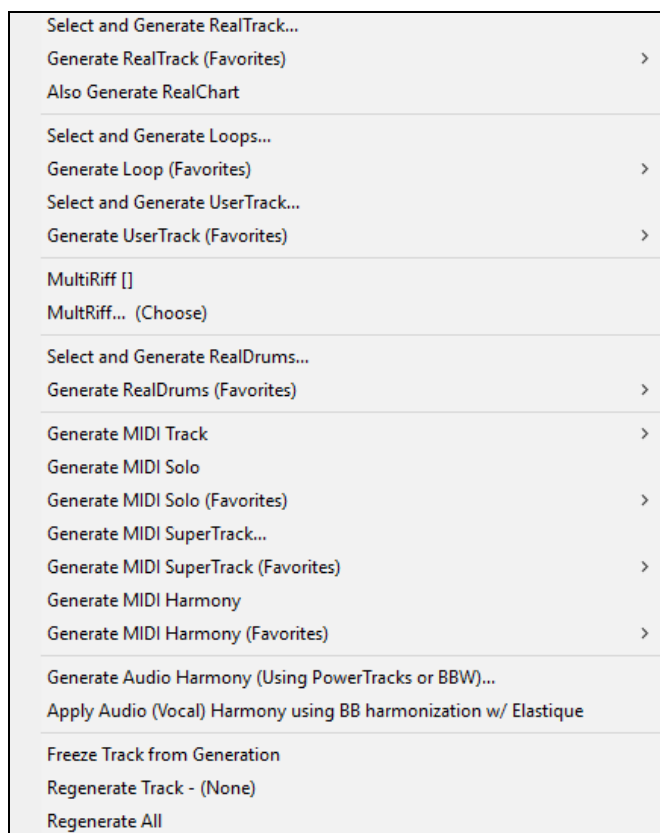 Select and Generate RealTrack...
Generate RealTrack (Favorites)
Also Generate RealChart
Select and Generate Loops...
Generate Loop (Favorites)
Select and Generate UserTrack...
Generate UserTrack (Favorites)
MultiRiff []
MultRiff... (Choose)
Select and Generate RealDrums...
Generate RealDrums (Favorites)
Generate MIDI Track
Generate MIDI Solo
Generate MIDI Solo (Favorites)
Generate MIDI SuperTrack...
Generate MIDI SuperTrack (Favorites)
Generate MIDI Harmony
Generate MIDI Harmony (Favorites)
Generate Audio Harmony (Using PowerTracks or BBW)...
Apply Audio (Vocal) Harmony using BB harmonization w/ Elastique
Freeze Track from Generation
Regenerate Track - (None)
Regenerate All